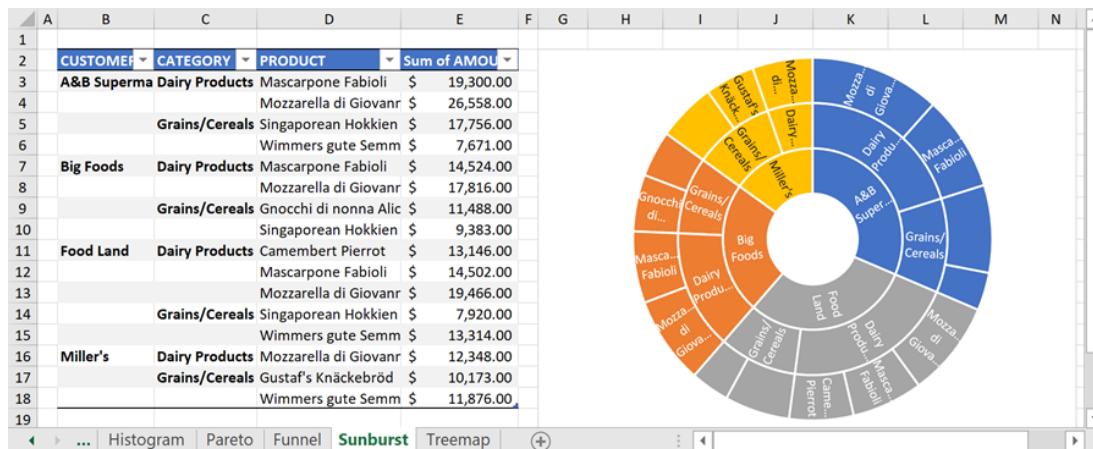 A B C D E F G H I J K L M N
1
2 CUSTOMER CATEGORY PRODUCT Sum of AMOU
3 A&B Superma Dairy Products Mascarpone Fabioli $ 19,300.00
4 Mozzarella di Giovann $ 26,558.00
5 Grains/Cereals Singaporean Hokkien $ 17,756.00
6 Wimmers gute Semm $ 7,671.00
7 Big Foods Dairy Products Mascarpone Fabioli $ 14,524.00
8 Mozzarella di Giovann $ 17,816.00
9 Grains/Cereals Gnocchi di nonna Alic $ 11,488.00
10 Singaporean Hokkien $ 9,383.00
11 Food Land Dairy Products Camembert Pierrot $ 13,146.00
12 Mascarpone Fabioli $ 14,502.00
13 Mozzarella di Giovann $ 19,466.00
14 Grains/Cereals Singaporean Hokkien $ 7,920.00
15 Wimmers gute Semm $ 13,314.00
16 Miller's Dairy Products Mozzarella di Giovann $ 12,348.00
17 Grains/Cereals Gustaf's Knäckebröd $ 10,173.00
18 Wimmers gute Semm $ 11,876.00
19
Mozza...
di
Giova...
Masca...
Fabioli
Dairy
Produ...
A&B
Super...
Grains/
Cereals
Food
Land
Dairy
Produ...
Grains/
Cereals
Mozza...
di
Giova...
Masca...
Fabioli
Came...
Pierrot
Big
Foods
Dairy
Produ...
Grains/
Cereals
Mozza...
di
Giova...
Masca...
Fabioli
Gnocchi
di...
Miller's
Grains/
Cereals
Dairy...
Gustaf's
Knäck...
Mozza...
di...
... Histogram Pareto Funnel Sunburst Treemap